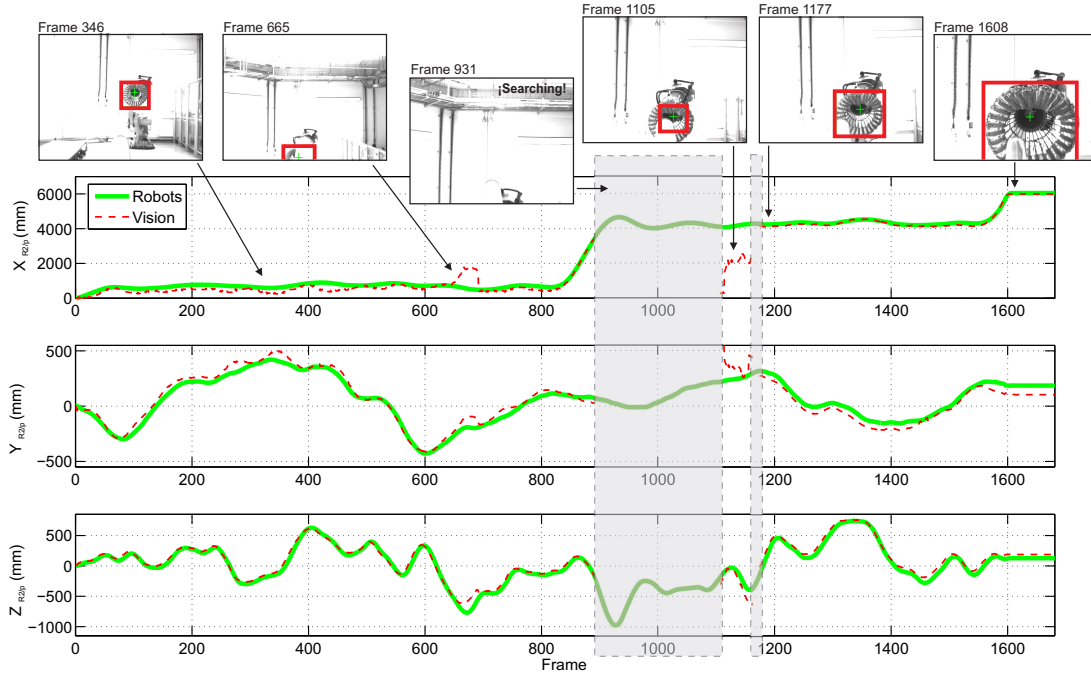 Frame 346
Frame 665
Frame 931
¡Searching!
Frame 1105
Frame 1177
Frame 1608
Robots
Vision
X R2/p (mm)
6000
4000
2000
0
0 200 400 600 800 1000 1200 1400 1600
Y R2/p (mm)
500
0
−500
0 200 400 600 800 1000 1200 1400 1600
Z R2/p (mm)
500
0
−500
−1000
0 200 400 600 800 1000 1200 1400 1600
Frame